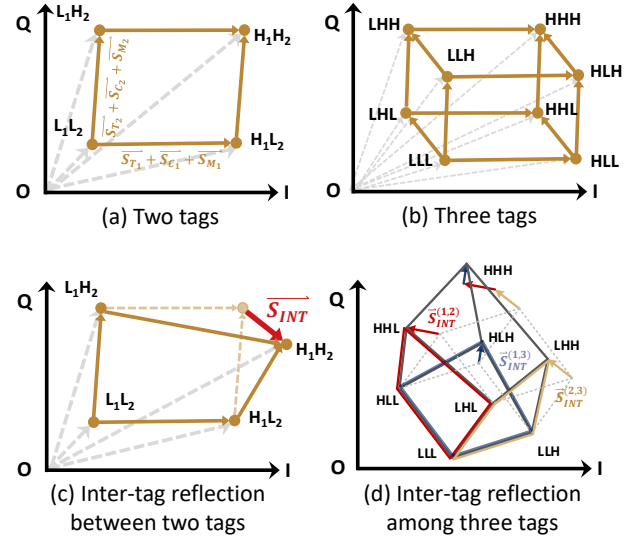 Q
L₁H₂
H₁H₂
S_T₂ + S_C₂ + S_M₂
L₁L₂
H₁L₂
S_T₁ + S_C₁ + S_M₁
O
I
(a) Two tags
Q
LHH
HHH
LLH
HLH
LHL
HHL
LLL
HLL
O
I
(b) Three tags
L₁H₂
Q
S_INT
H₁H₂
L₁L₂
H₁L₂
O
I
(c) Inter-tag reflection
between two tags
Q
HHH
HHL
S_INT^(1,2)
HLH
LHH
S_INT^(1,3)
S_INT^(2,3)
HLL
LHL
LLL
LLH
O
I
(d) Inter-tag reflection
among three tags